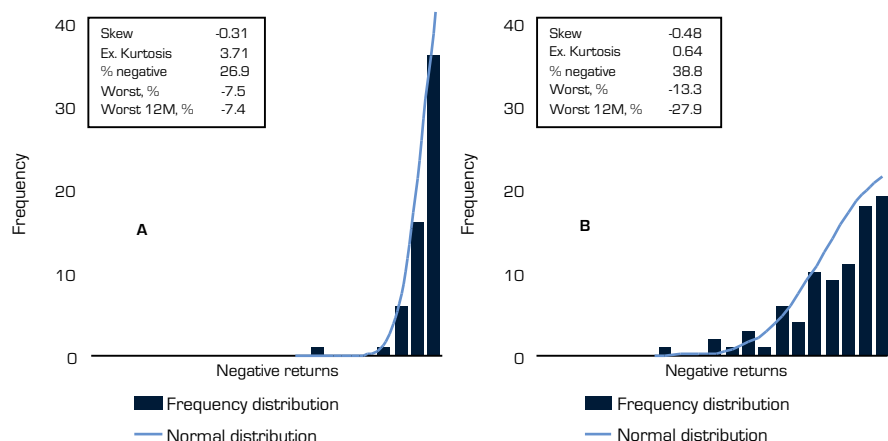 40
30
20
10
0
Frequency
Skew -0.31
Ex. Kurtosis 3.71
% negative 26.9
Worst, % -7.5
Worst 12M, % -7.4
A
Negative returns
Frequency distribution
Normal distribution
40
30
20
10
0
Frequency
Skew -0.48
Ex. Kurtosis 0.64
% negative 38.8
Worst, % -13.3
Worst 12M, % -27.9
B
Negative returns
Frequency distribution
Normal distribution